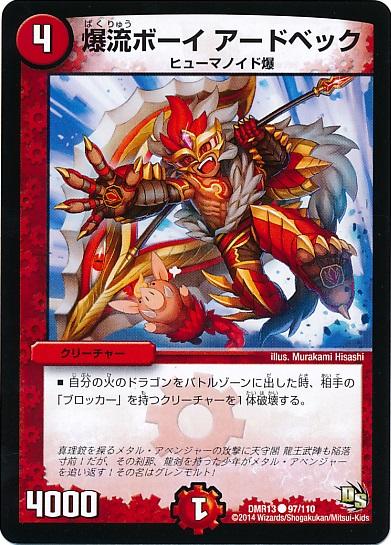 4
ばくりゅう
爆流ボーイ アードベック
ヒューマノイド爆
クリーチャー
illus. Murakami Hisashi
■ 自分の火のドラゴンをバトルゾーンに出した時、相手の
「ブロッカー」を持つクリーチャーを1体破壊する。
真理銃を操るメタル・アベンジャーの攻撃に天守閣 龍王武陣も陥落
寸前!だが、その刹那、龍剣を持った少年がメタル・アベンジャー
を追い返す!その名はグレンモルト!
4000
1
DS
DMR13 ● 97/110
©2014 Wizards/Shogakukan/Mitsui-Kids